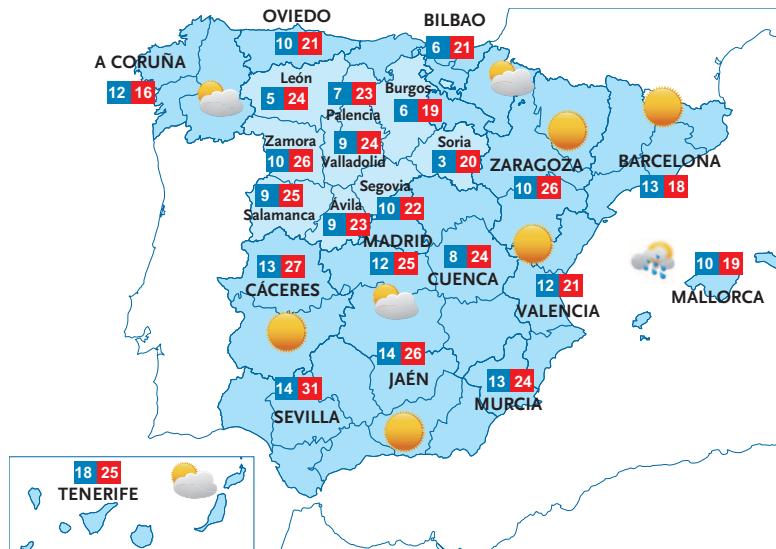 OVIEDO
10 21
BILBAO
6 21
A CORUÑA
12 16
León
5 24
7 23
Palencia
Burgos
6 19
Zamora
10 26
9 24
Valladolid
Soria
3 20
ZARAGOZA
10 26
BARCELONA
13 18
9 25
Salamanca
Ávila
9 23
Segovia
10 22
MADRID
12 25
8 24
CUENCA
13 27
CÁCERES
12 21
VALENCIA
10 19
MALLORCA
14 26
JAÉN
14 31
SEVILLA
13 24
MURCIA
18 25
TENERIFE